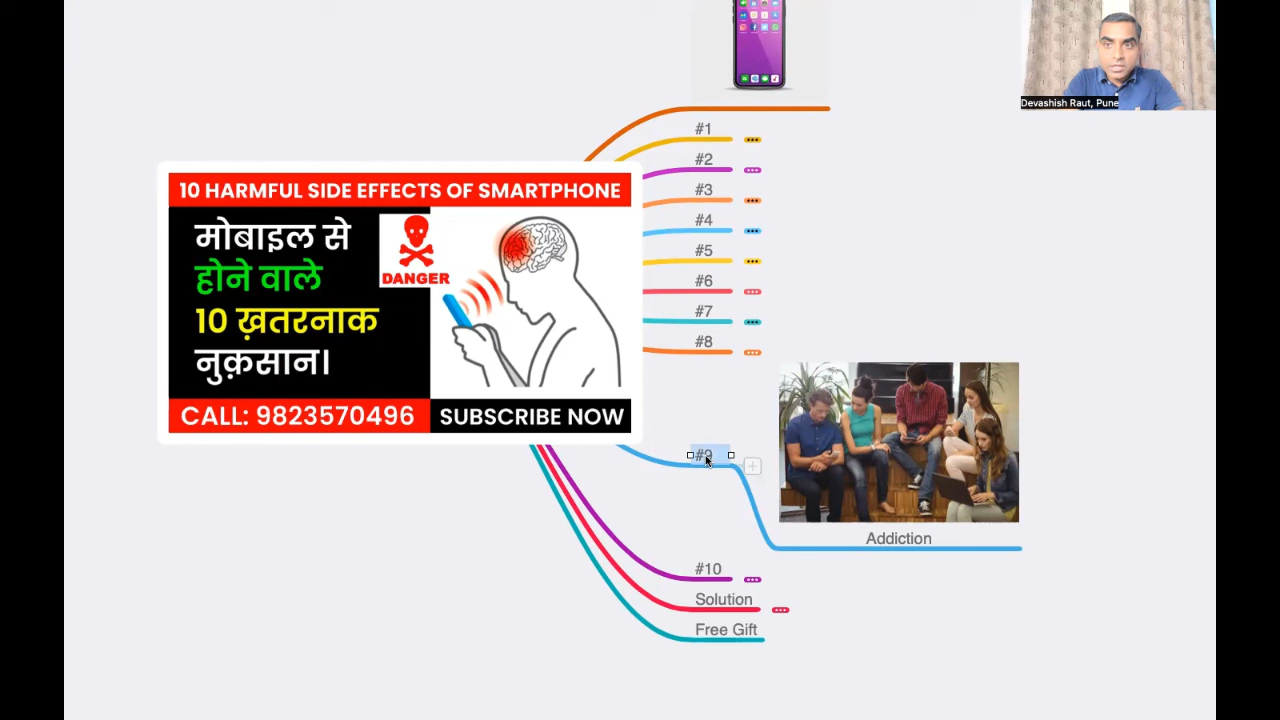 Devashish Raut, Pune
#1
#2
#3
#4
#5
#6
#7
#8
10 HARMFUL SIDE EFFECTS OF SMARTPHONE
मोबाइल से
होने वाले
10 ख़तरनाक
नुक़सान।
DANGER
CALL: 9823570496
SUBSCRIBE NOW
#9
Addiction
#10
Solution
Free Gift